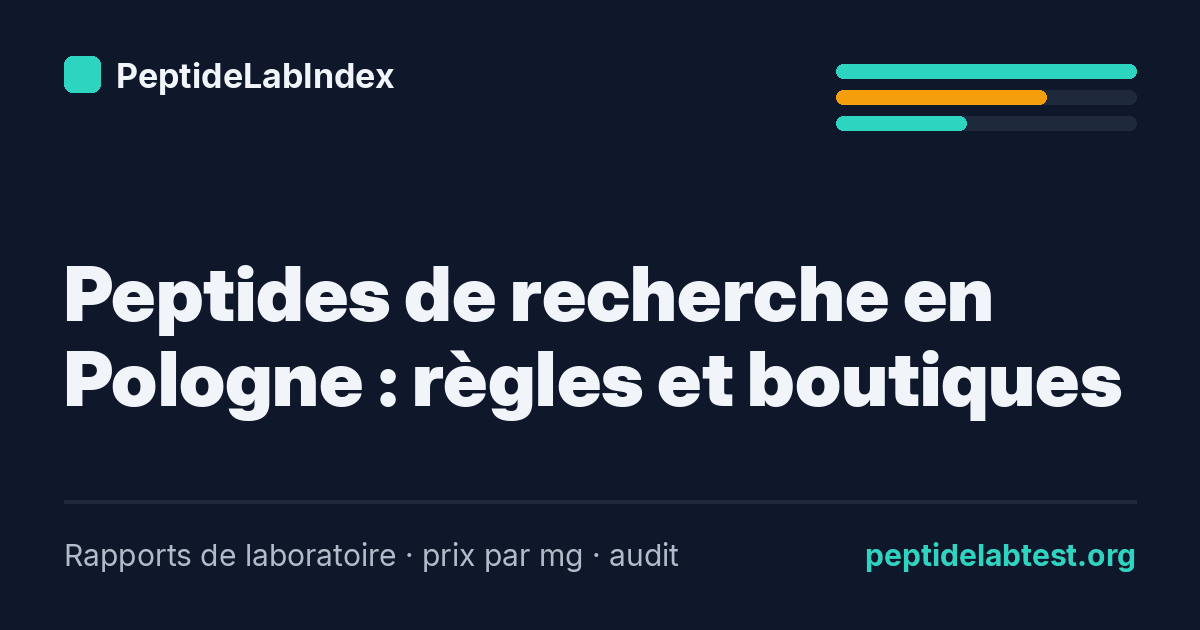 PeptideLabIndex
Peptides de recherche en
Pologne : règles et boutiques
Rapports de laboratoire · prix par mg · audit
peptidelabtest.org